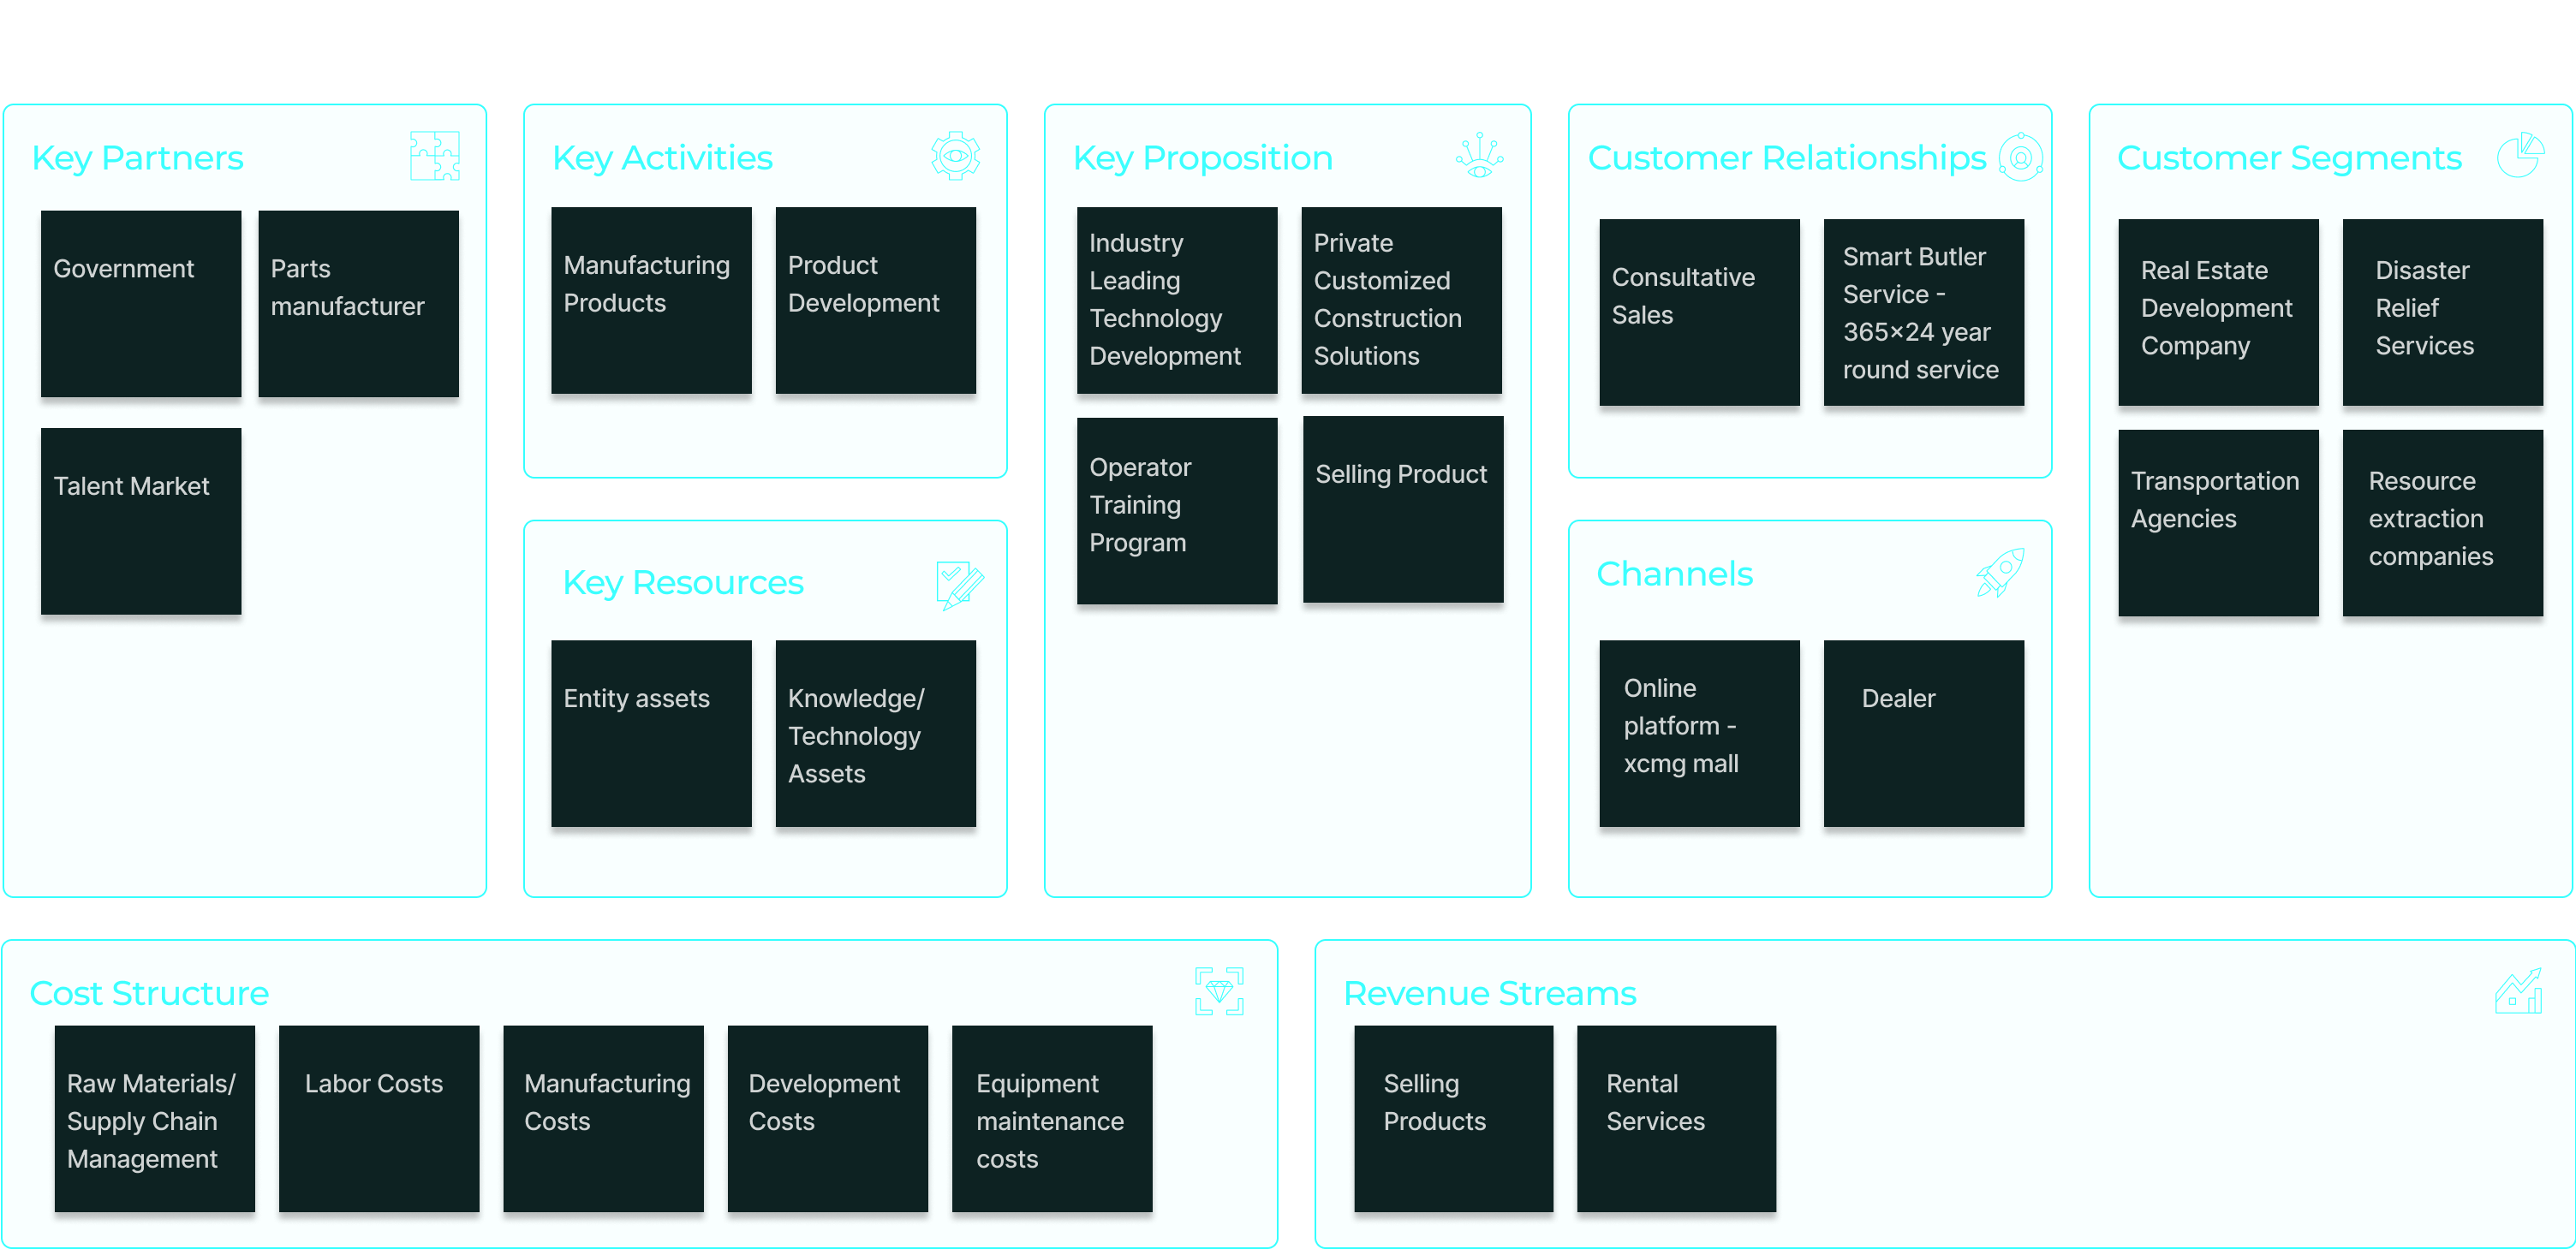 Key Partners
Government
Parts
manufacturer
Talent Market
Key Activities
Manufacturing
Products
Product
Development
Key Resources
Entity assets
Knowledge/
Technology
Assets
Key Proposition
Industry
Leading
Technology
Development
Private
Customized
Construction
Solutions
Operator
Training
Program
Selling Product
Customer Relationships
Consultative
Sales
Smart Butler
Service -
365×24 year
round service
Channels
Online
platform -
xcmg mall
Dealer
Customer Segments
Real Estate
Development
Company
Disaster
Relief
Services
Transportation
Agencies
Resource
extraction
companies
Cost Structure
Raw Materials/
Supply Chain
Management
Labor Costs
Manufacturing
Costs
Development
Costs
Equipment
maintenance
costs
Revenue Streams
Selling
Products
Rental
Services